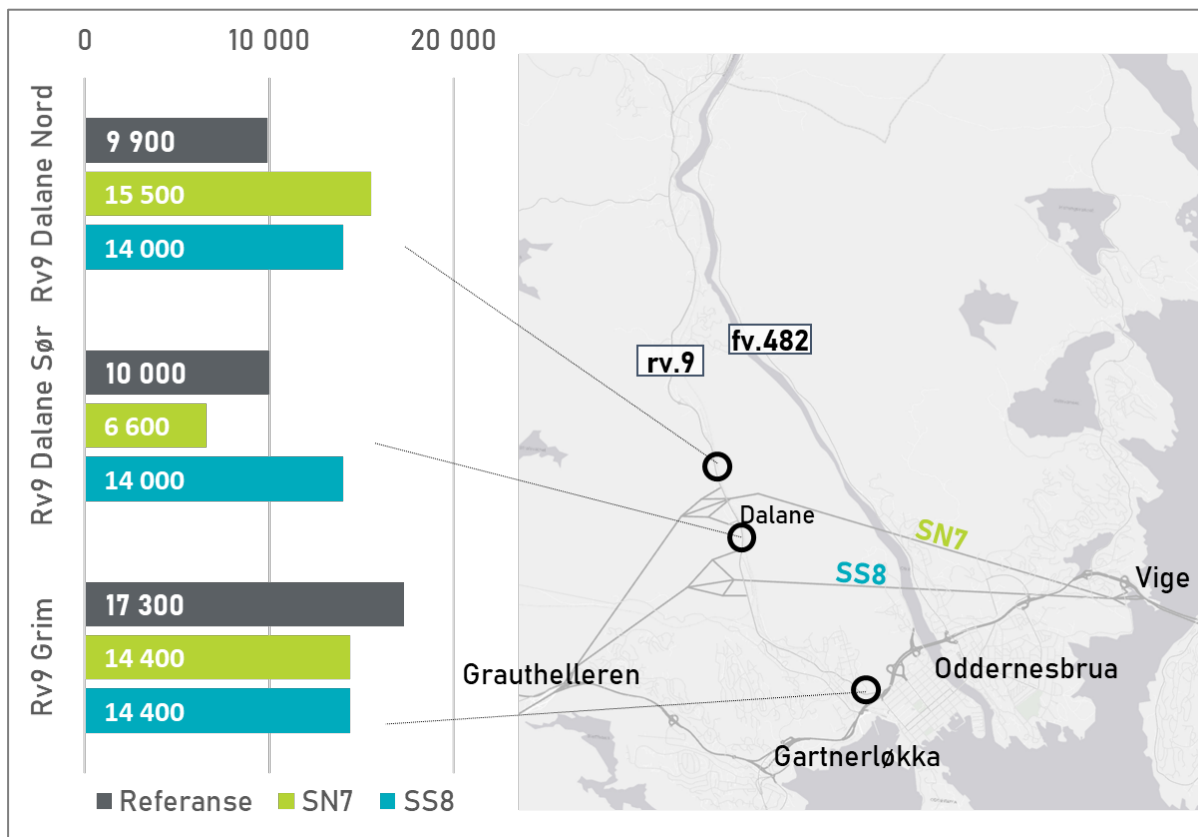 0
10 000
20 000
Rv9 Dalane Nord
9 900
15 500
14 000
Rv9 Dalane Sør
10 000
6 600
14 000
Rv9 Grim
17 300
14 400
14 400
Referanse
SN7
SS8
fv.482
rv.9
Dalane
SN7
SS8
Vige
Grauthelleren
Oddernesbrua
Gartnerløkka